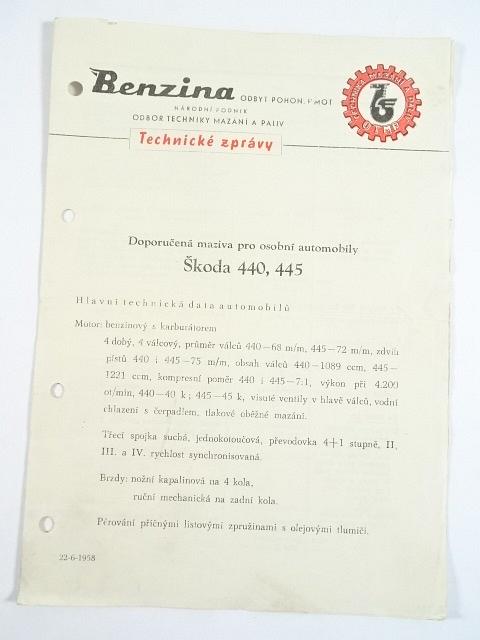 Benzina ODBYT POHON.
NÁRODNÍ PODNIK
ODBOR TECHNIKY MAZÁNÍ A PALIV
TECHNIKA MAZÁNÍ A PALIV
ÚTMP
Technické zprávy
Doporučená maziva pro osobní automobily
Škoda 440, 445
Hlavní technická data automobilů
Motor: benzinový s karburátorem
4 dobý, 4 válcový, průměr válců 440—68 m/m, 445—72 m/m, zdvih
pístů 440 i 445—75 m/m, obsah válců 440-1089 ccm, 445—
1221 ccm, kompresní poměr 440 i 445—7:1, výkon při 4.200
ot/min, 440-40 k; 445—45 k, visuté ventily v hlavě válců, vodní
chlazení s čerpadlem, tlakové oběžné mazání.
Třecí spojka suchá, jednokotoučová, převodovka 4+1 stupně, II,
III. a IV. rychlost synchronisovaná.
Brzdy: nožní kapalinová na 4 kola,
ruční mechanická na zadní kola.
Pérování příčnými listovými zpružinami s olejovými tlumiči.
22-6-1958